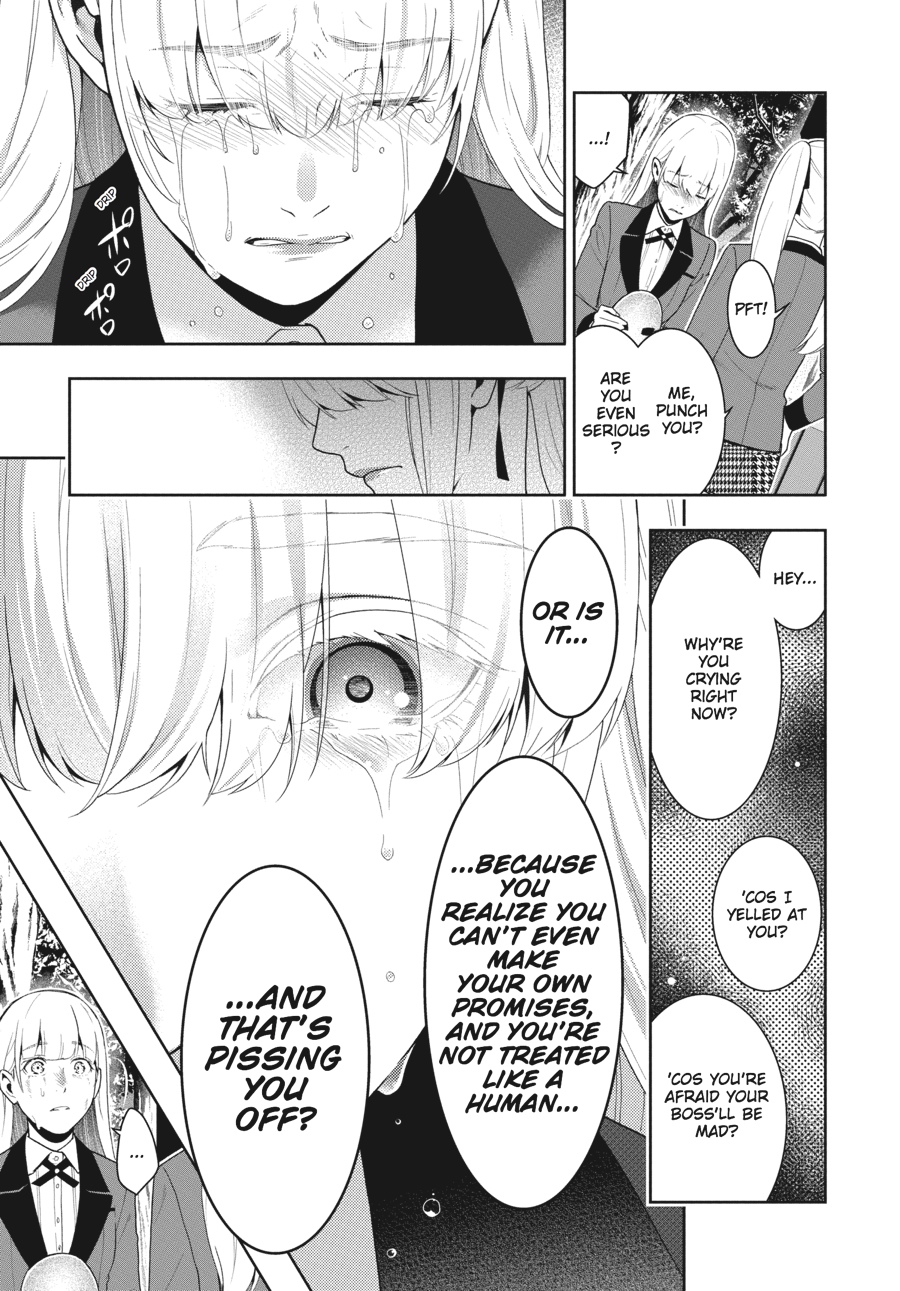 ...!
PFT!
ME,
PUNCH
YOU?
ARE
YOU
EVEN
SERIOUS
?
DRIP
ポロ
DRIP
ポロ
HEY...
WHY'RE
YOU
CRYING
RIGHT
NOW?
'COS I
YELLED AT
YOU?
'COS YOU'RE
AFRAID YOUR
BOSS'LL BE
MAD?
OR IS
IT...
...BECAUSE
YOU
REALIZE YOU
CAN'T EVEN
MAKE
YOUR OWN
PROMISES,
AND YOU'RE
NOT TREATED
LIKE A
HUMAN...
...AND
THAT'S
PISSING
YOU
OFF?
...